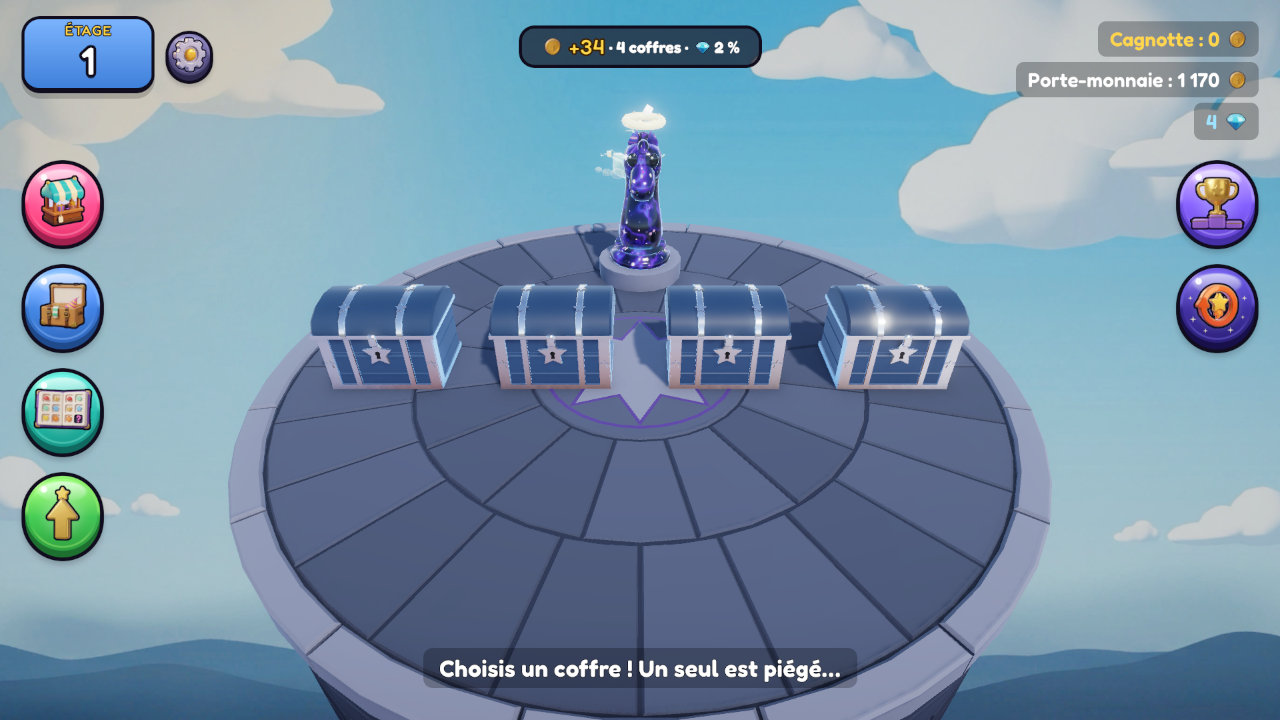 ÉTAGE
1
+34 · 4 coffres · 2 %
Cagnotte : 0
Porte-monnaie : 1 170
4
Choisis un coffre ! Un seul est piégé...